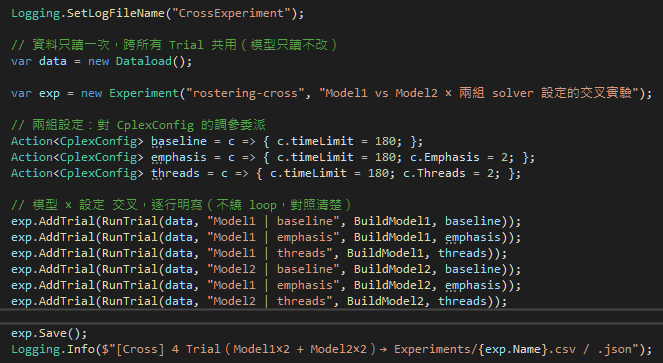 Logging.SetLogFileName("CrossExperiment");
// 資料只讀一次，跨所有 Trial 共用（模型只讀不改）
var data = new Dataload();
var exp = new Experiment("rostering-cross", "Model1 vs Model2 × 兩組 solver 設定的交叉實驗");
// 兩組設定：對 CplexConfig 的調參委派
Action<CplexConfig> baseline = c => { c.timeLimit = 180; };
Action<CplexConfig> emphasis = c => { c.timeLimit = 180; c.Emphasis = 2; };
Action<CplexConfig> threads = c => { c.timeLimit = 180; c.Threads = 2; };
// 模型 × 設定 交叉，逐行明寫（不繞 loop，對照清楚）
exp.AddTrial(RunTrial(data, "Model1 | baseline", BuildModel1, baseline));
exp.AddTrial(RunTrial(data, "Model1 | emphasis", BuildModel1, emphasis));
exp.AddTrial(RunTrial(data, "Model1 | threads", BuildModel1, threads));
exp.AddTrial(RunTrial(data, "Model2 | baseline", BuildModel2, baseline));
exp.AddTrial(RunTrial(data, "Model1 | emphasis", BuildModel2, emphasis));
exp.AddTrial(RunTrial(data, "Model2 | threads", BuildModel2, threads));
exp.Save();
Logging.Info($"[Cross] 4 Trial（Model1×2 + Model2×2）→ Experiments/{exp.Name}.csv / .json");